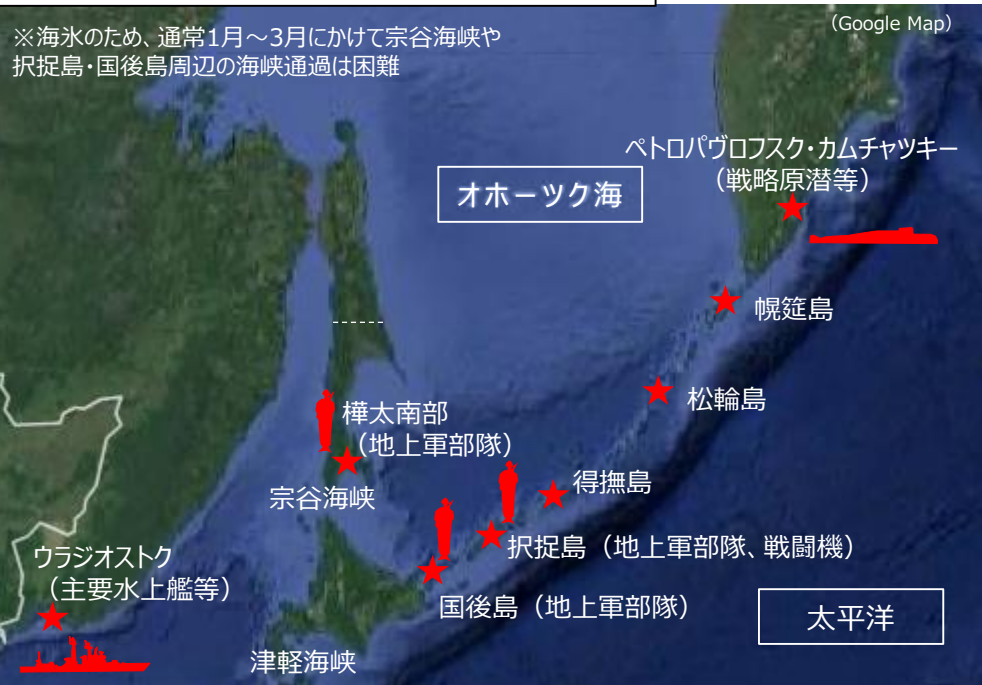 ※海氷のため、通常1月～3月にかけて宗谷海峡や
択捉島・国後島周辺の海峡通過は困難
（Google Map）
ペトロパヴロフスク・カムチャツキー
（戦略原潜等）
オホーツク海
幌筵島
松輪島
樺太南部
（地上軍部隊）
宗谷海峡
得撫島
択捉島（地上軍部隊、戦闘機）
ウラジオストク
（主要水上艦等）
国後島（地上軍部隊）
太平洋
津軽海峡